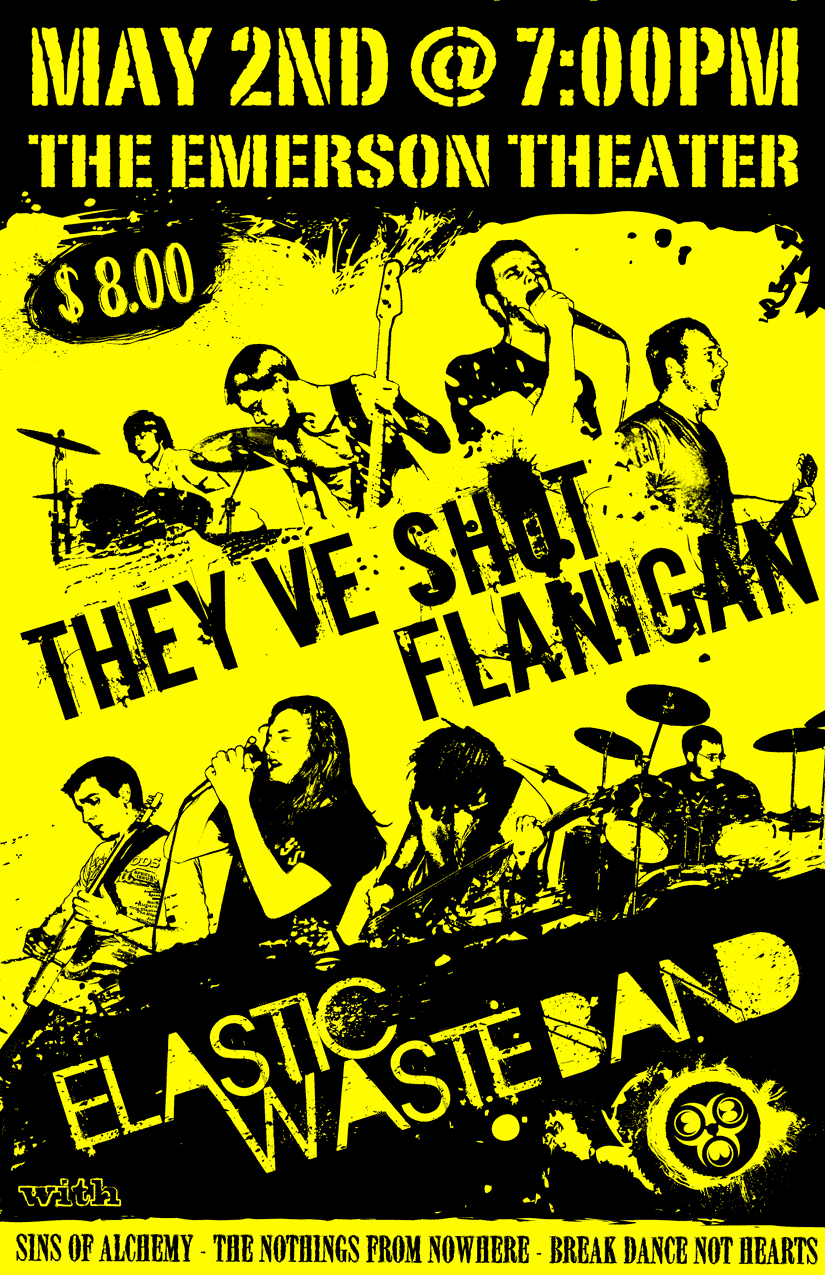 MAY 2ND @ 7:00PM
THE EMERSON THEATER
$ 8.00
THEY VE SHOT
FLANIGAN
ELASTIC
WASTE BAND
with
SINS OF ALCHEMY - THE NOTHINGS FROM NOWHERE - BREAK DANCE NOT HEARTS